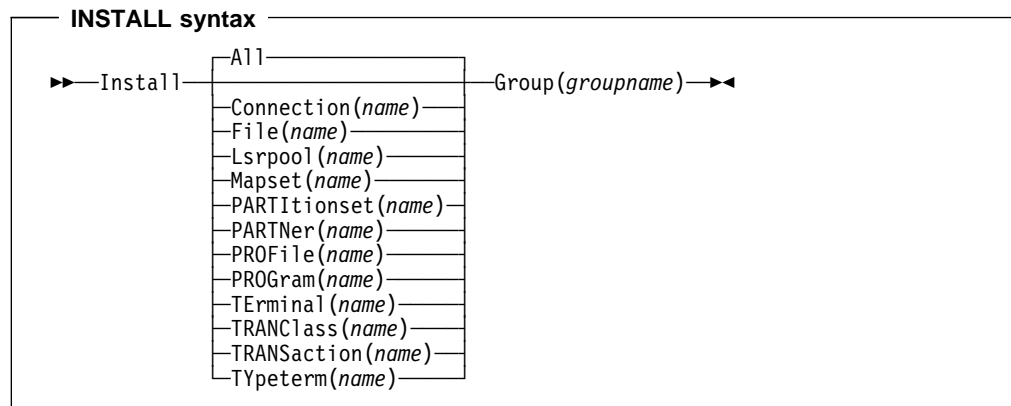 INSTALL syntax
All
Install Group(groupname)
Connection(name)
File(name)
Lsrpool(name)
Mapset(name)
PARTItionset(name)
PARTNer(name)
PROFile(name)
PROGram(name)
TErminal(name)
TRANClass(name)
TRANSaction(name)
TYpeterm(name)